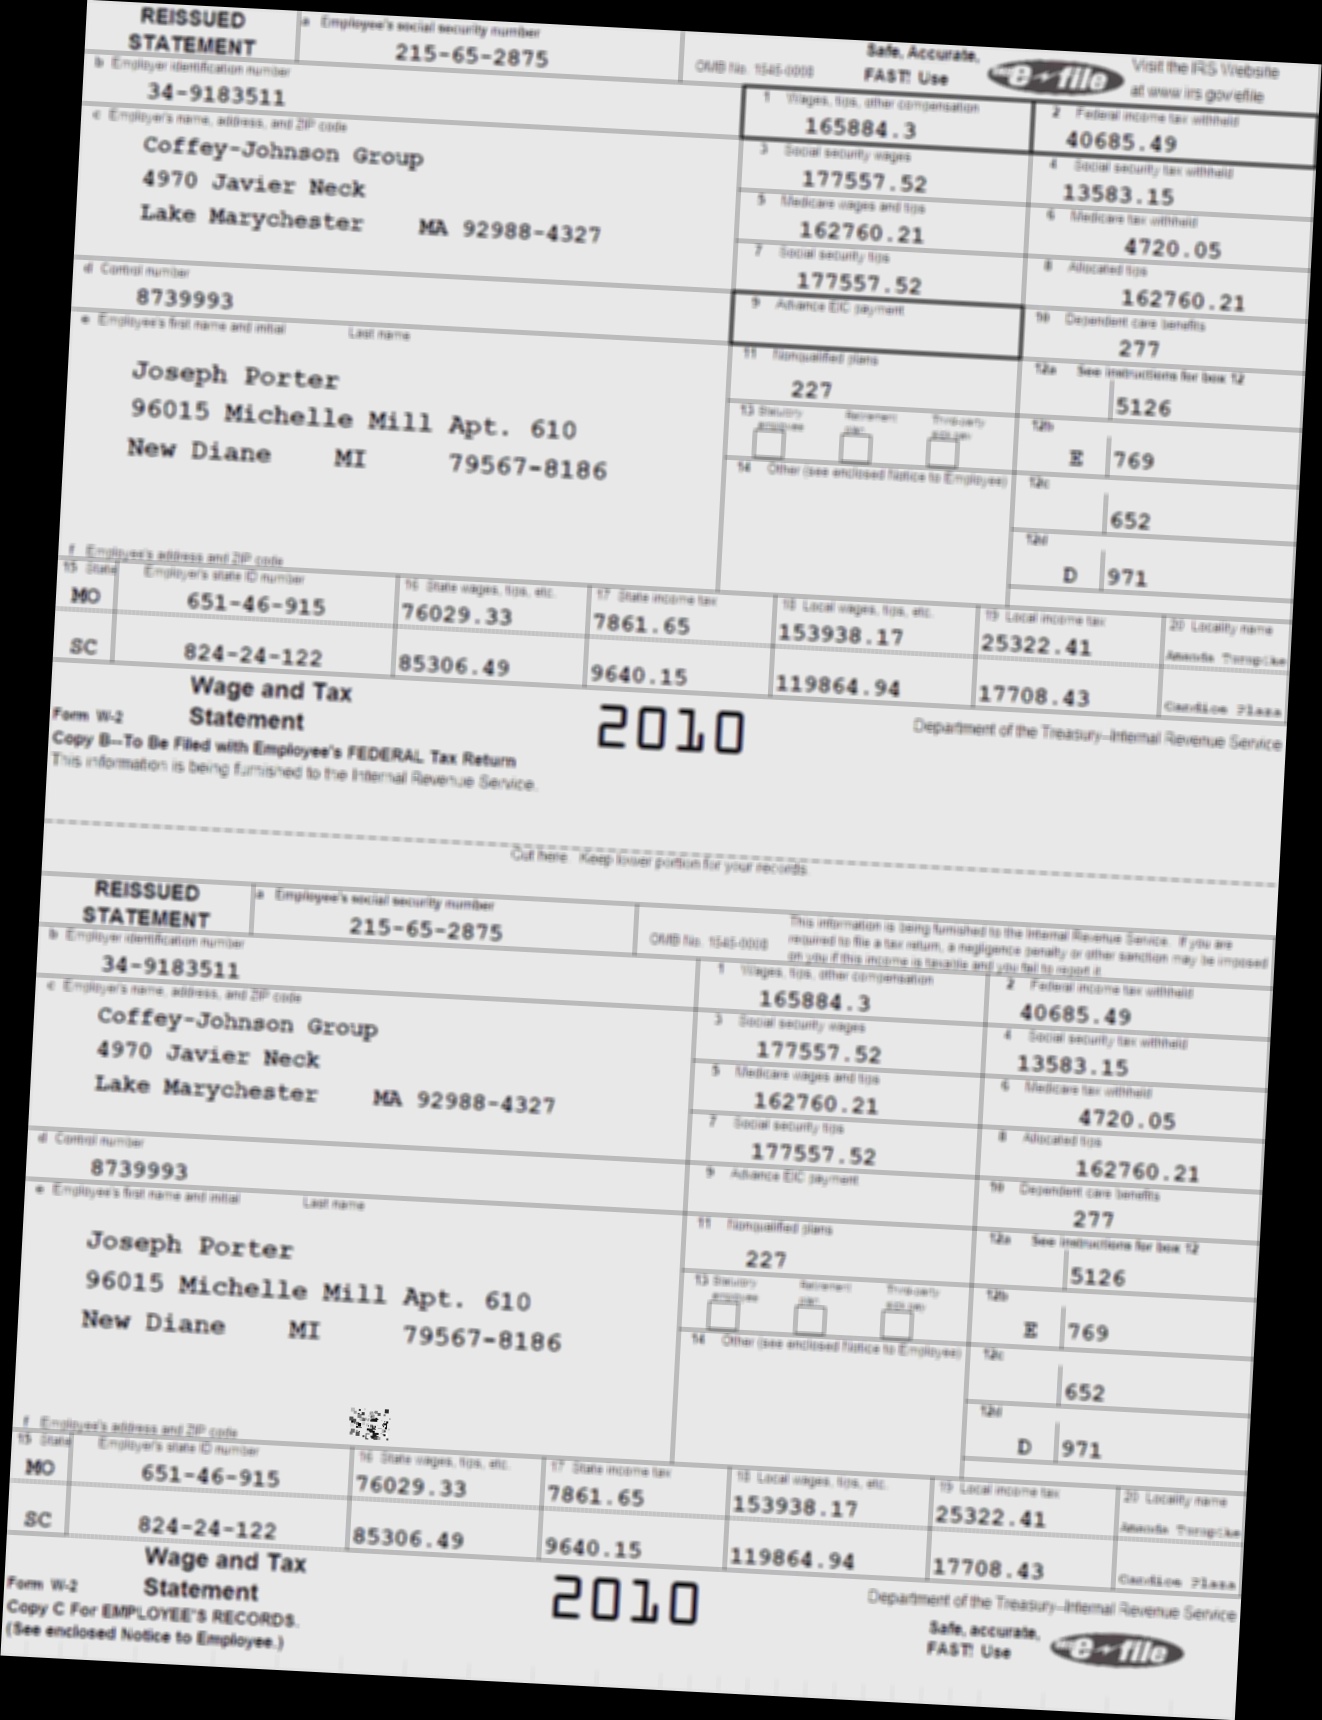 REISSUED
STATEMENT
a Employee's social security number
215-65-2875
OMB No. 1545-0008
Safe, Accurate,
FAST! Use
e-file
Visit the IRS Website
at www.irs.gov/efile
b Employer identification number
34-9183511
c Employer's name, address, and ZIP code
Coffey-Johnson Group
4970 Javier Neck
Lake Marychester MA 92988-4327
d Control number
8739993
e Employee's first name and initial Last name
Joseph Porter
96015 Michelle Mill Apt. 610
New Diane MI 79567-8186
f Employee's address and ZIP code
1 Wages, tips, other compensation
165884.3
2 Federal income tax withheld
40685.49
3 Social security wages
177557.52
4 Social security tax withheld
13583.15
5 Medicare wages and tips
162760.21
6 Medicare tax withheld
4720.05
7 Social security tips
177557.52
8 Allocated tips
162760.21
9 Advance EIC payment
10 Dependent care benefits
277
11 Nonqualified plans
227
12a See instructions for box 12
5126
13 Statutory employee Retirement plan Third-party sick pay
12b
E 769
14 Other (see enclosed Notice to Employee)
12c
652
12d
D 971
15 State Employer's state ID number 16 State wages, tips, etc. 17 State income tax 18 Local wages, tips, etc. 19 Local income tax 20 Locality name
MO 651-46-915 76029.33 7861.65 153938.17 25322.41 Amanda Turnpike
SC 824-24-122 85306.49 9640.15 119864.94 17708.43 Candice Plaza
Wage and Tax
Form W-2 Statement
2010
Department of the Treasury--Internal Revenue Service
Copy B--To Be Filed with Employee's FEDERAL Tax Return
This information is being furnished to the Internal Revenue Service.
Cut here. Keep lower portion for your records.
REISSUED
STATEMENT
a Employee's social security number
215-65-2875
OMB No. 1545-0008
This information is being furnished to the Internal Revenue Service. If you are
required to file a tax return, a negligence penalty or other sanction may be imposed
on you if this income is taxable and you fail to report it.
b Employer identification number
34-9183511
c Employer's name, address, and ZIP code
Coffey-Johnson Group
4970 Javier Neck
Lake Marychester MA 92988-4327
d Control number
8739993
e Employee's first name and initial Last name
Joseph Porter
96015 Michelle Mill Apt. 610
New Diane MI 79567-8186
f Employee's address and ZIP code
1 Wages, tips, other compensation
165884.3
2 Federal income tax withheld
40685.49
3 Social security wages
177557.52
4 Social security tax withheld
13583.15
5 Medicare wages and tips
162760.21
6 Medicare tax withheld
4720.05
7 Social security tips
177557.52
8 Allocated tips
162760.21
9 Advance EIC payment
10 Dependent care benefits
277
11 Nonqualified plans
227
12a See instructions for box 12
5126
13 Statutory employee Retirement plan Third-party sick pay
12b
E 769
14 Other (see enclosed Notice to Employee)
12c
652
12d
D 971
15 State Employer's state ID number 16 State wages, tips, etc. 17 State income tax 18 Local wages, tips, etc. 19 Local income tax 20 Locality name
MO 651-46-915 76029.33 7861.65 153938.17 25322.41 Amanda Turnpike
SC 824-24-122 85306.49 9640.15 119864.94 17708.43 Candice Plaza
Wage and Tax
Form W-2 Statement
2010
Department of the Treasury--Internal Revenue Service
Copy C For EMPLOYEE'S RECORDS.
(See enclosed Notice to Employee.)
Safe, accurate,
FAST! Use
e-file